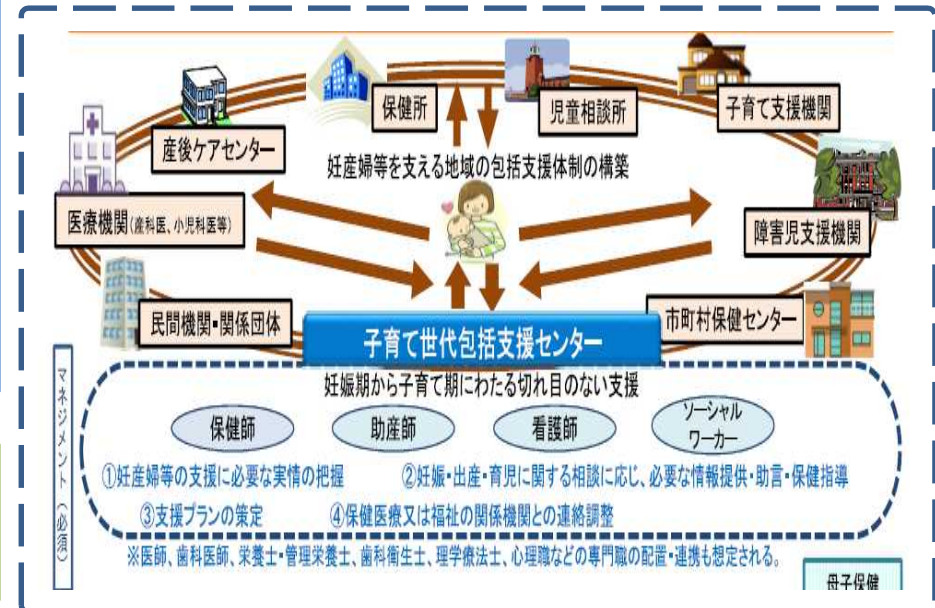 保健所
児童相談所
子育て支援機関
産後ケアセンター
妊産婦等を支える地域の包括支援体制の構築
医療機関(産科医、小児科医等)
障害児支援機関
民間機関・関係団体
市町村保健センター
子育て世代包括支援センター
マネジメント(必須)
妊娠期から子育て期にわたる切れ目のない支援
保健師
助産師
看護師
ソーシャル
ワーカー
①妊産婦等の支援に必要な実情の把握
②妊娠・出産・育児に関する相談に応じ、必要な情報提供・助言・保健指導
③支援プランの策定
④保健医療又は福祉の関係機関との連絡調整
※医師、歯科医師、栄養士・管理栄養士、歯科衛生士、理学療法士、心理職などの専門職の配置・連携も想定される。
母子保健